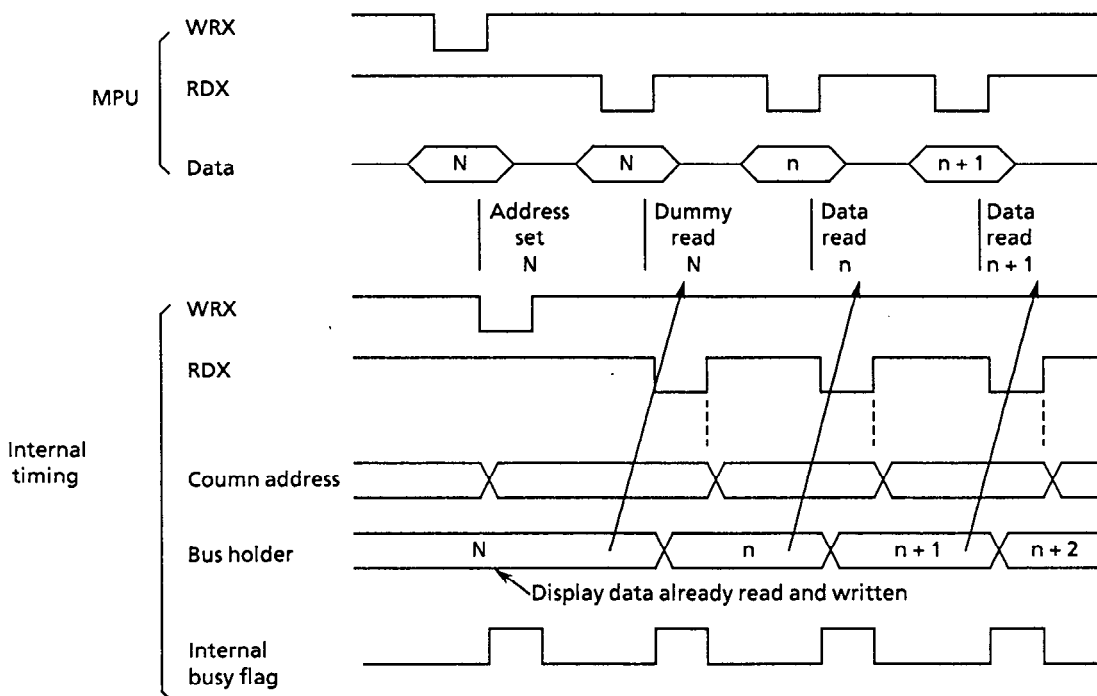 WRX
MPU
RDX
Data
N
N
n
n + 1
Address
set
N
Dummy
read
N
Data
read
n
Data
read
n + 1
WRX
RDX
Internal
timing
Coumn address
Bus holder
N
n
n + 1
n + 2
Display data already read and written
Internal
busy flag